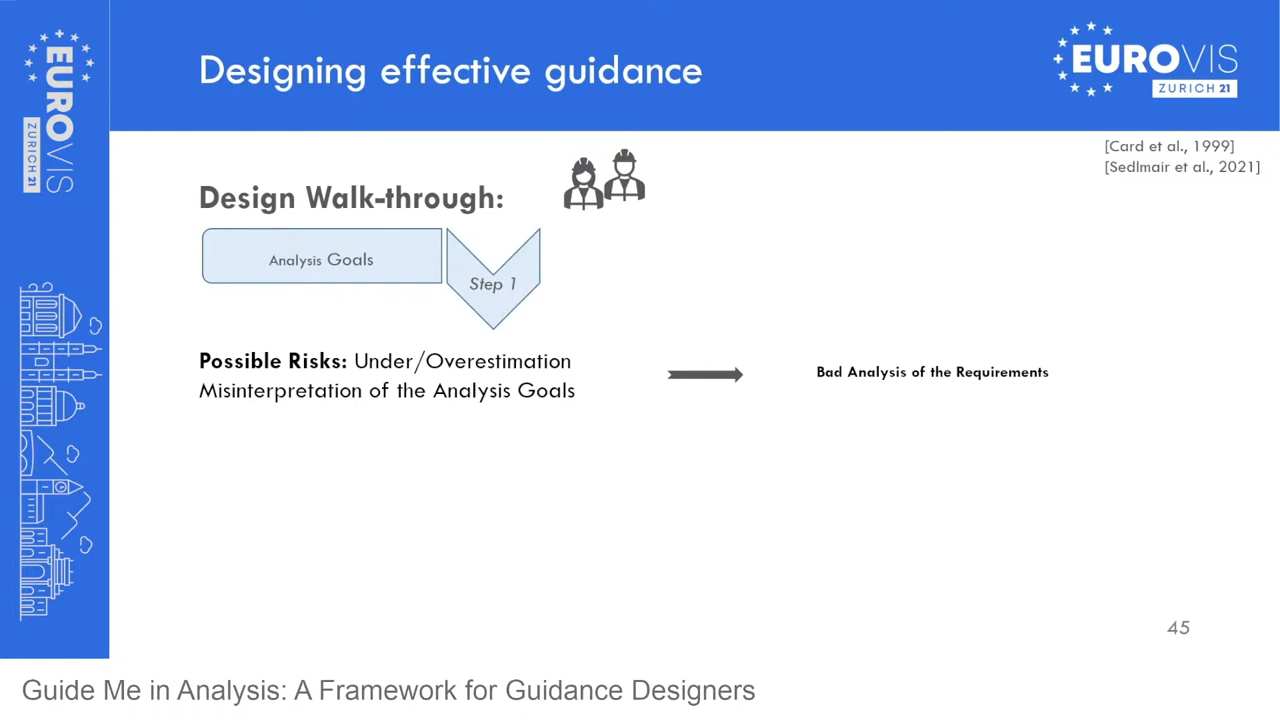 Designing effective guidance
EUROVIS
ZURICH 21
EUROVIS
ZURICH 21
[Card et al., 1999]
[Sedlmair et al., 2021]
Design Walk-through:
Analysis Goals
Step 1
Possible Risks: Under/Overestimation
Misinterpretation of the Analysis Goals
Bad Analysis of the Requirements
45
Guide Me in Analysis: A Framework for Guidance Designers